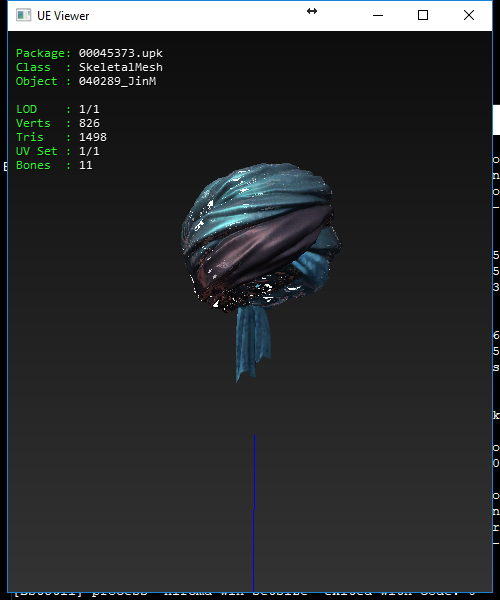 UE Viewer
Package: 00045373.upk
Class : SkeletalMesh
Object : 040289_JinM
LOD : 1/1
Verts : 826
Tris : 1498
UV Set : 1/1
Bones : 11